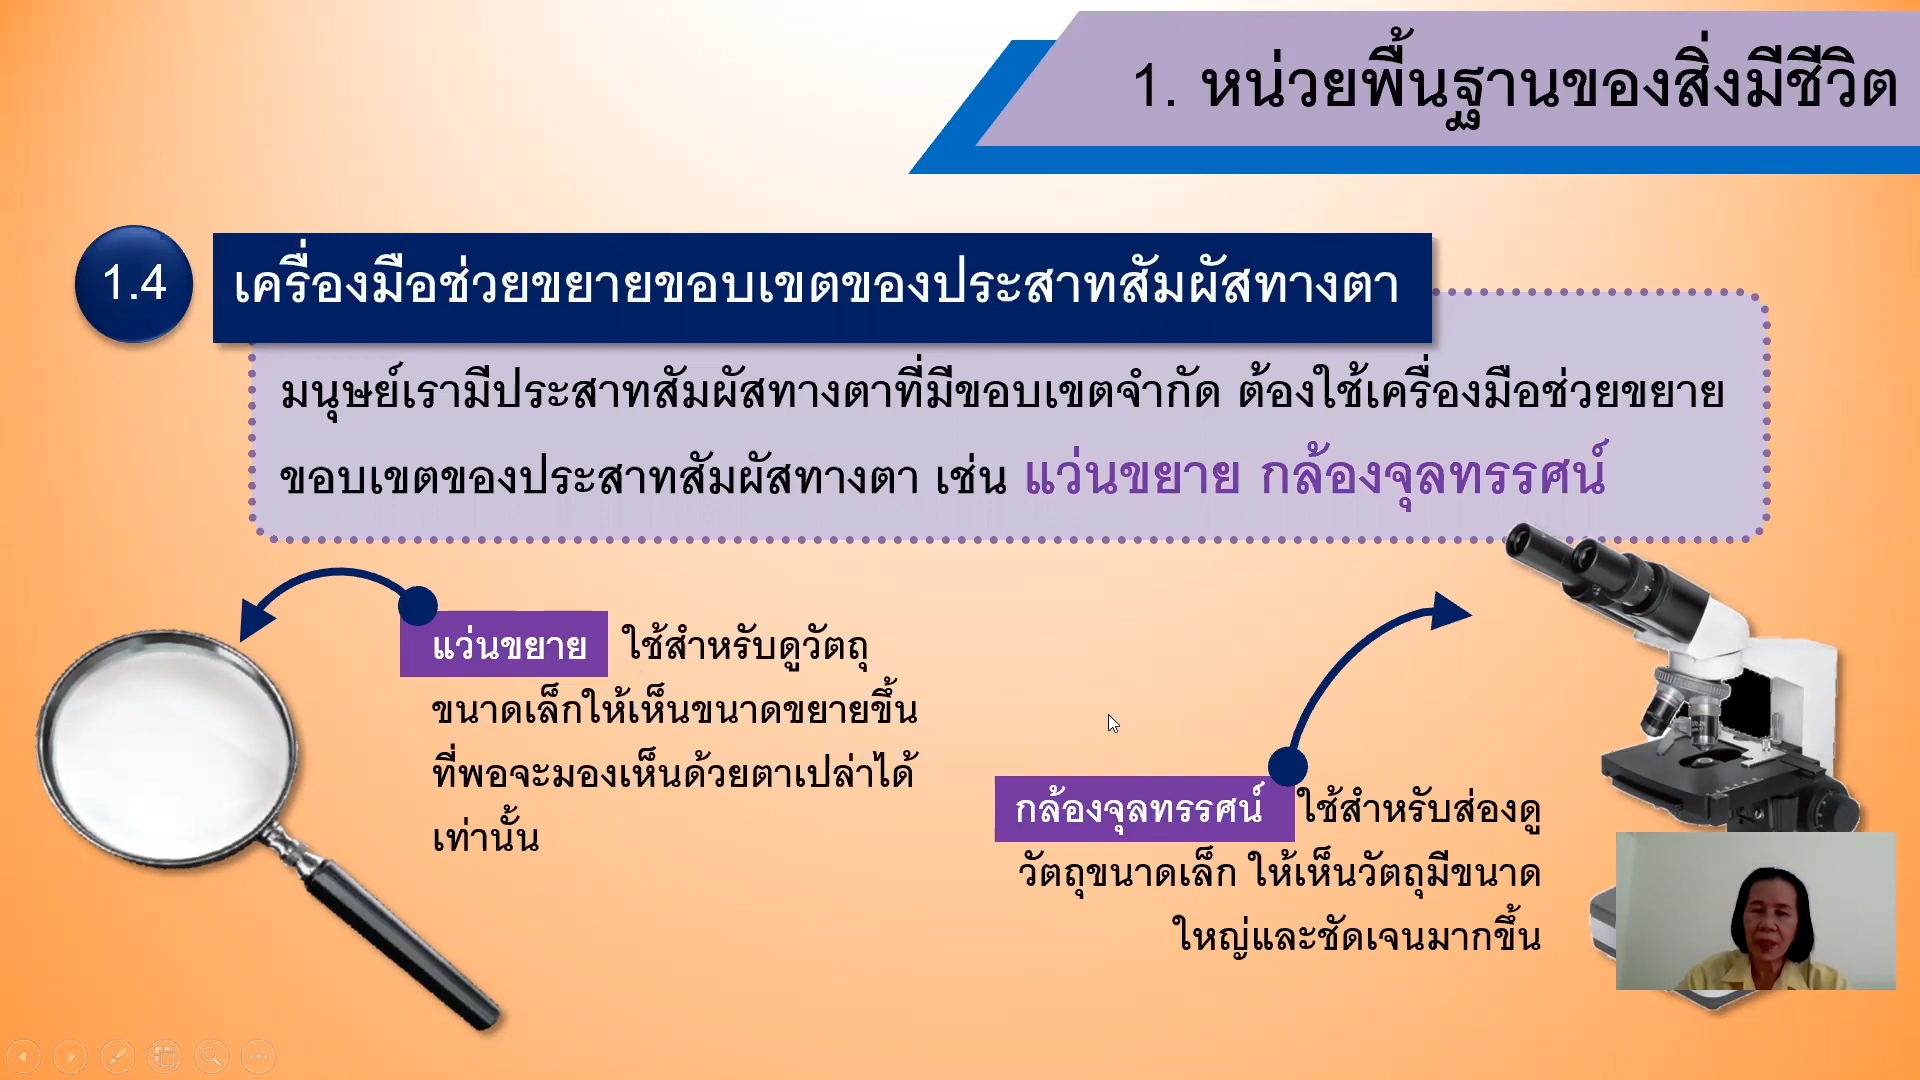 1. หน่วยพื้นฐานของสิ่งมีชีวิต
1.4 เครื่องมือช่วยขยายขอบเขตของประสาทสัมผัสทางตา
มนุษย์เรามีประสาทสัมผัสทางตาที่มีขอบเขตจำกัด ต้องใช้เครื่องมือช่วยขยาย
ขอบเขตของประสาทสัมผัสทางตา เช่น แว่นขยาย กล้องจุลทรรศน์
แว่นขยาย ใช้สำหรับดูวัตถุ
ขนาดเล็กให้เห็นขนาดขยายขึ้น
ที่พอจะมองเห็นด้วยตาเปล่าได้
เท่านั้น
กล้องจุลทรรศน์ ใช้สำหรับส่องดู
วัตถุขนาดเล็ก ให้เห็นวัตถุมีขนาด
ใหญ่และชัดเจนมากขึ้น